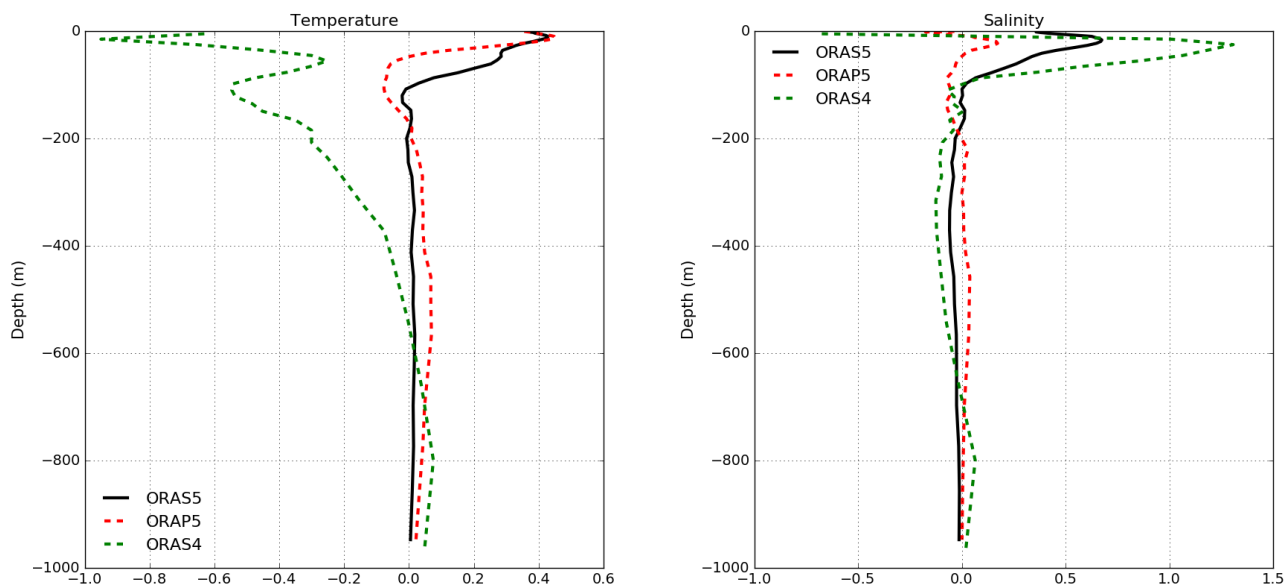 Temperature
0
−200
−400
−600
−800
−1000
Depth (m)
ORAS5
ORAP5
ORAS4
−1.0 −0.8 −0.6 −0.4 −0.2 0.0 0.2 0.4 0.6
Salinity
0
−200
−400
−600
−800
−1000
Depth (m)
ORAS5
ORAP5
ORAS4
−1.0 −0.5 0.0 0.5 1.0 1.5